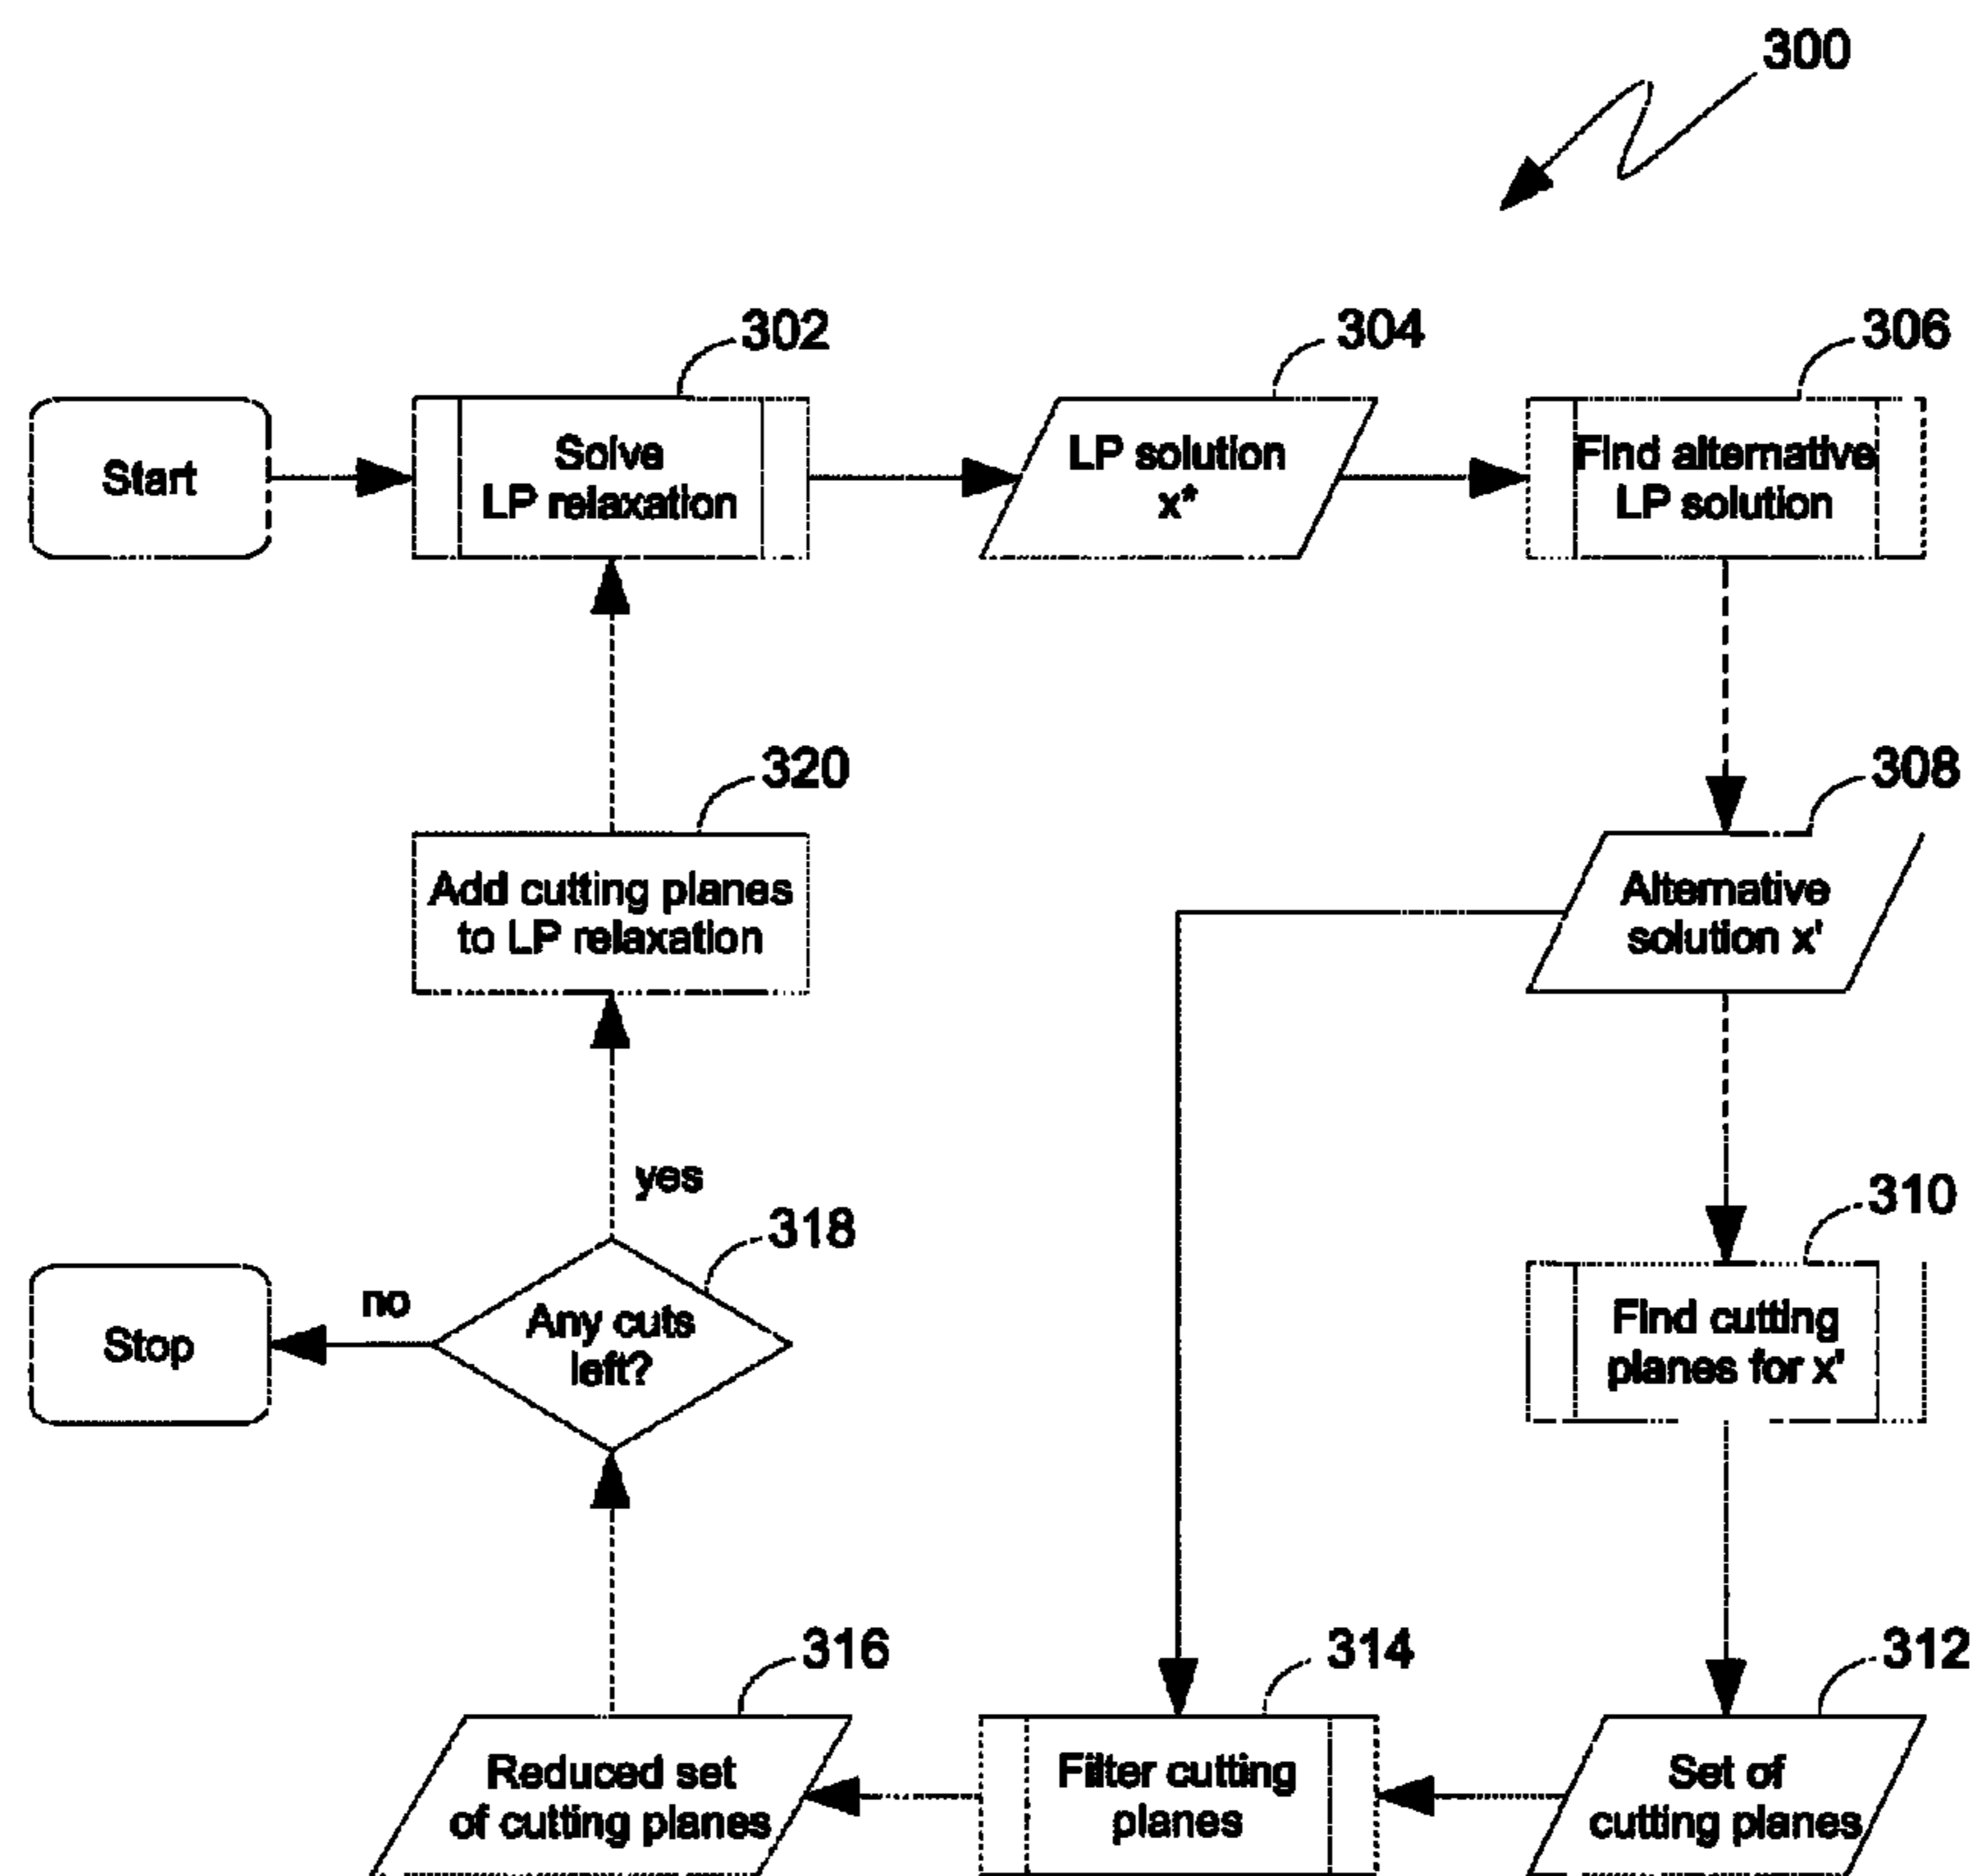 300
302
304
306
Start
Solve
LP relaxation
LP solution
x*
Find alternative
LP solution
320
308
Add cutting planes
to LP relaxation
Alternative
solution x'
yes
318
310
no
Stop
Any cuts
left?
Find cutting
planes for x'
316
314
312
Reduced set
of cutting planes
Filter cutting
planes
Set of
cutting planes